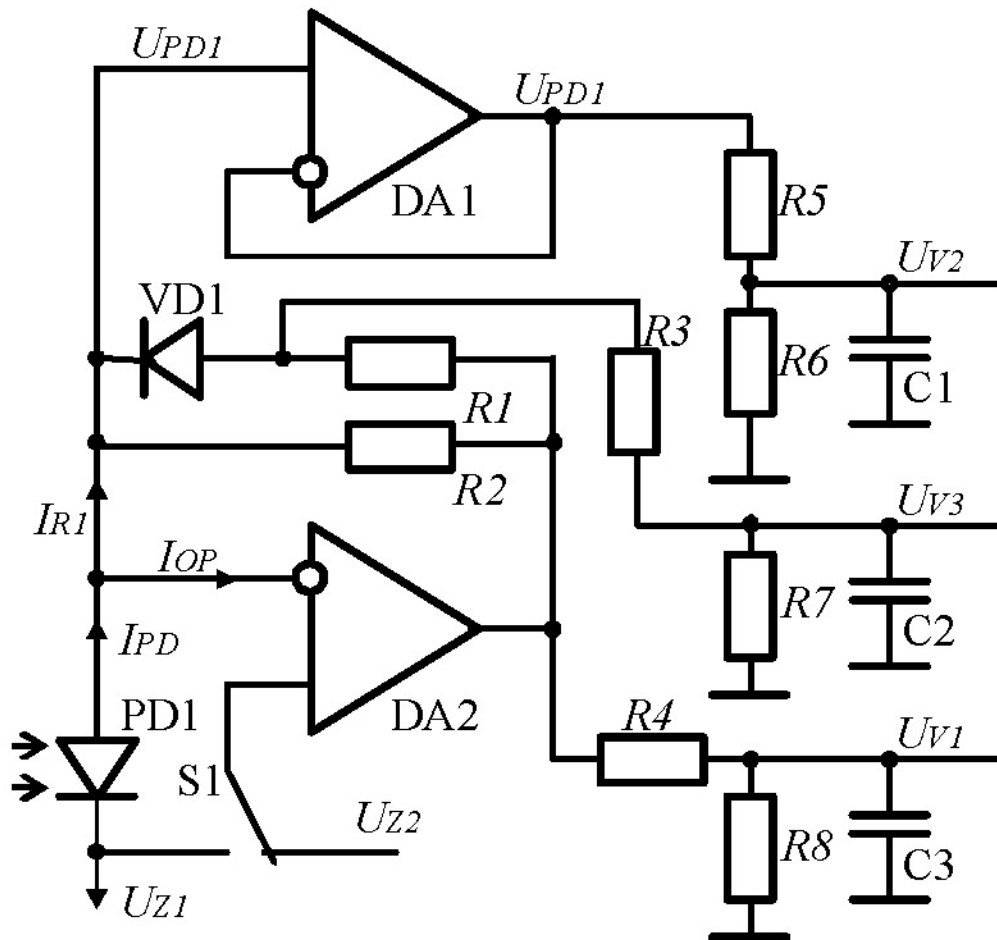 UPD1
UPD1
DA1
R5
UV2
VD1
R3
R6
C1
R1
R2
UV3
IR1
IOP
R7
C2
IPD
PD1
DA2
R4
UV1
S1
UZ2
R8
C3
UZ1